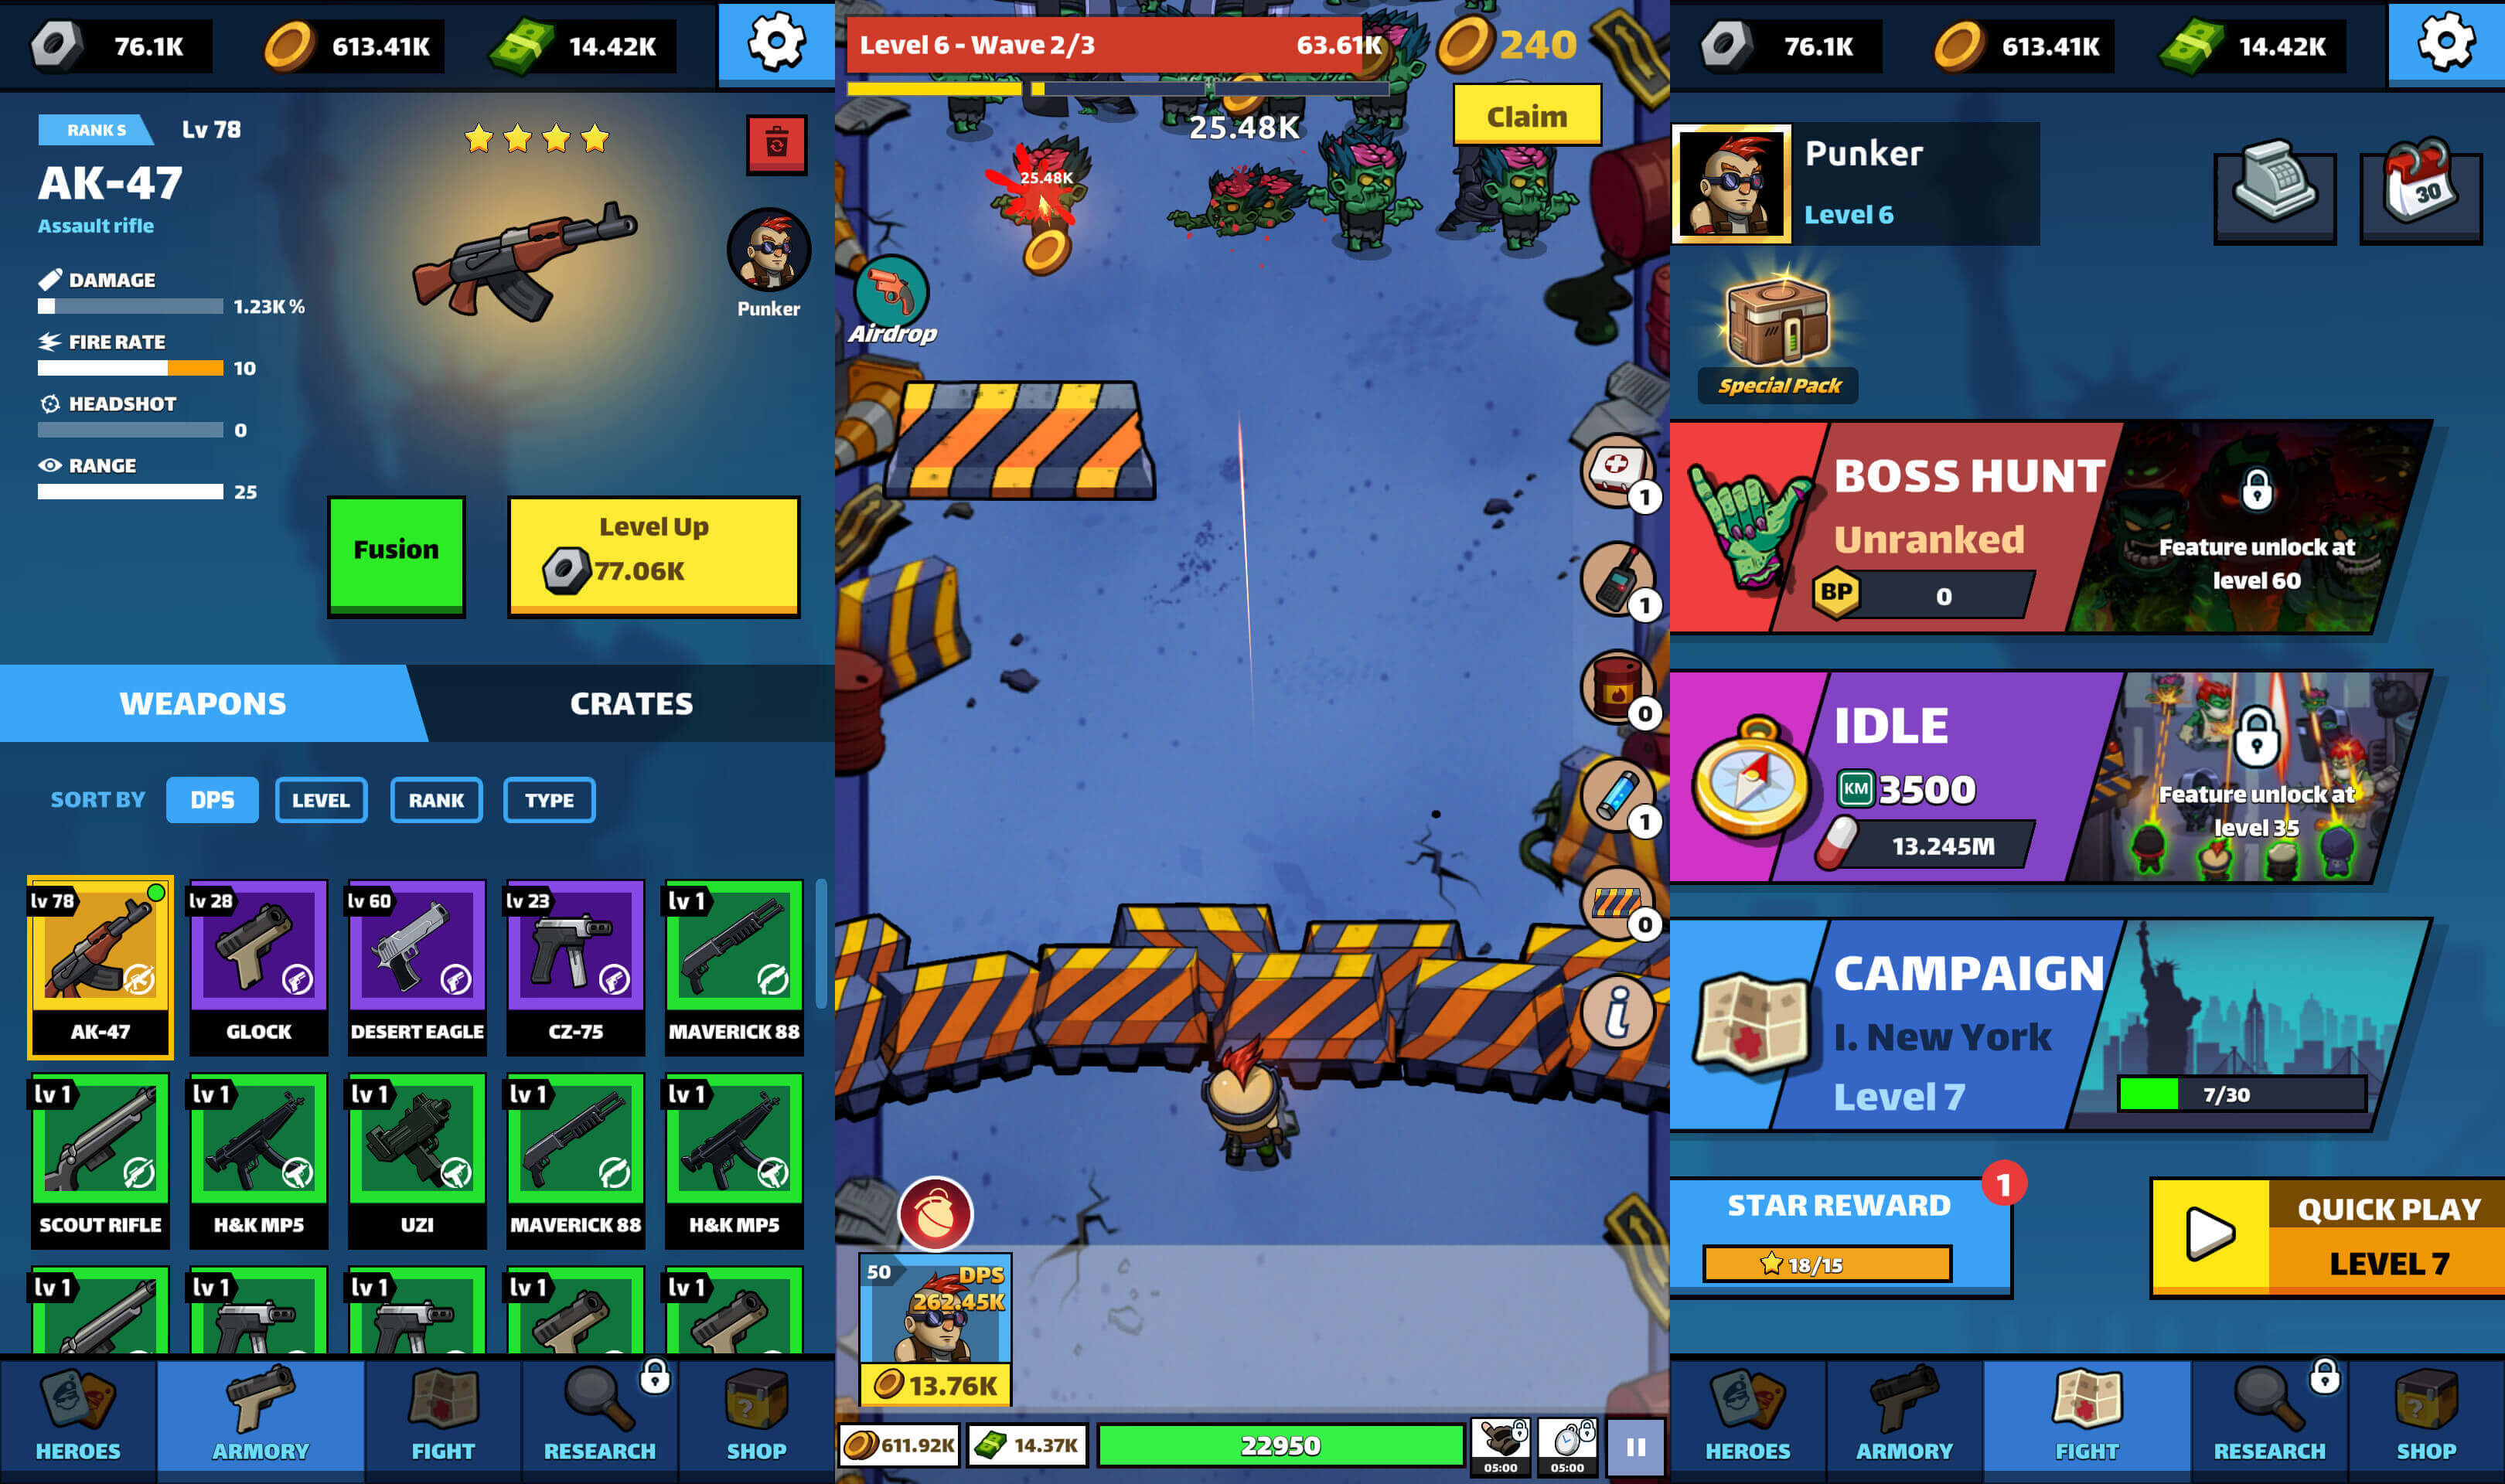 76.1K
613.41K
14.42K
RANK S
Lv 78
AK-47
Assault rifle
DAMAGE
1.23K %
FIRE RATE
10
HEADSHOT
0
RANGE
25
Punker
Fusion
Level Up
77.06K
WEAPONS
CRATES
SORT BY
DPS
LEVEL
RANK
TYPE
lv 78
lv 28
lv 60
lv 23
lv 1
AK-47
GLOCK
DESERT EAGLE
CZ-75
MAVERICK 88
lv 1
lv 1
lv 1
lv 1
lv 1
SCOUT RIFLE
H&K MP5
UZI
MAVERICK 88
H&K MP5
lv 1
lv 1
lv 1
lv 1
lv 1
HEROES
ARMORY
FIGHT
RESEARCH
SHOP
Level 6 - Wave 2/3
63.61K
240
Claim
25.48K
25.48K
Airdrop
1
1
0
1
0
i
50
DPS
262.45K
13.76K
611.92K
14.37K
22950
05:00
05:00
76.1K
613.41K
14.42K
Punker
Level 6
30
Special Pack
BOSS HUNT
Unranked
BP
0
Feature unlock at
level 60
IDLE
KM
3500
13.245M
Feature unlock at
level 35
CAMPAIGN
I. New York
Level 7
7/30
STAR REWARD
1
18/15
QUICK PLAY
LEVEL 7
HEROES
ARMORY
FIGHT
RESEARCH
SHOP